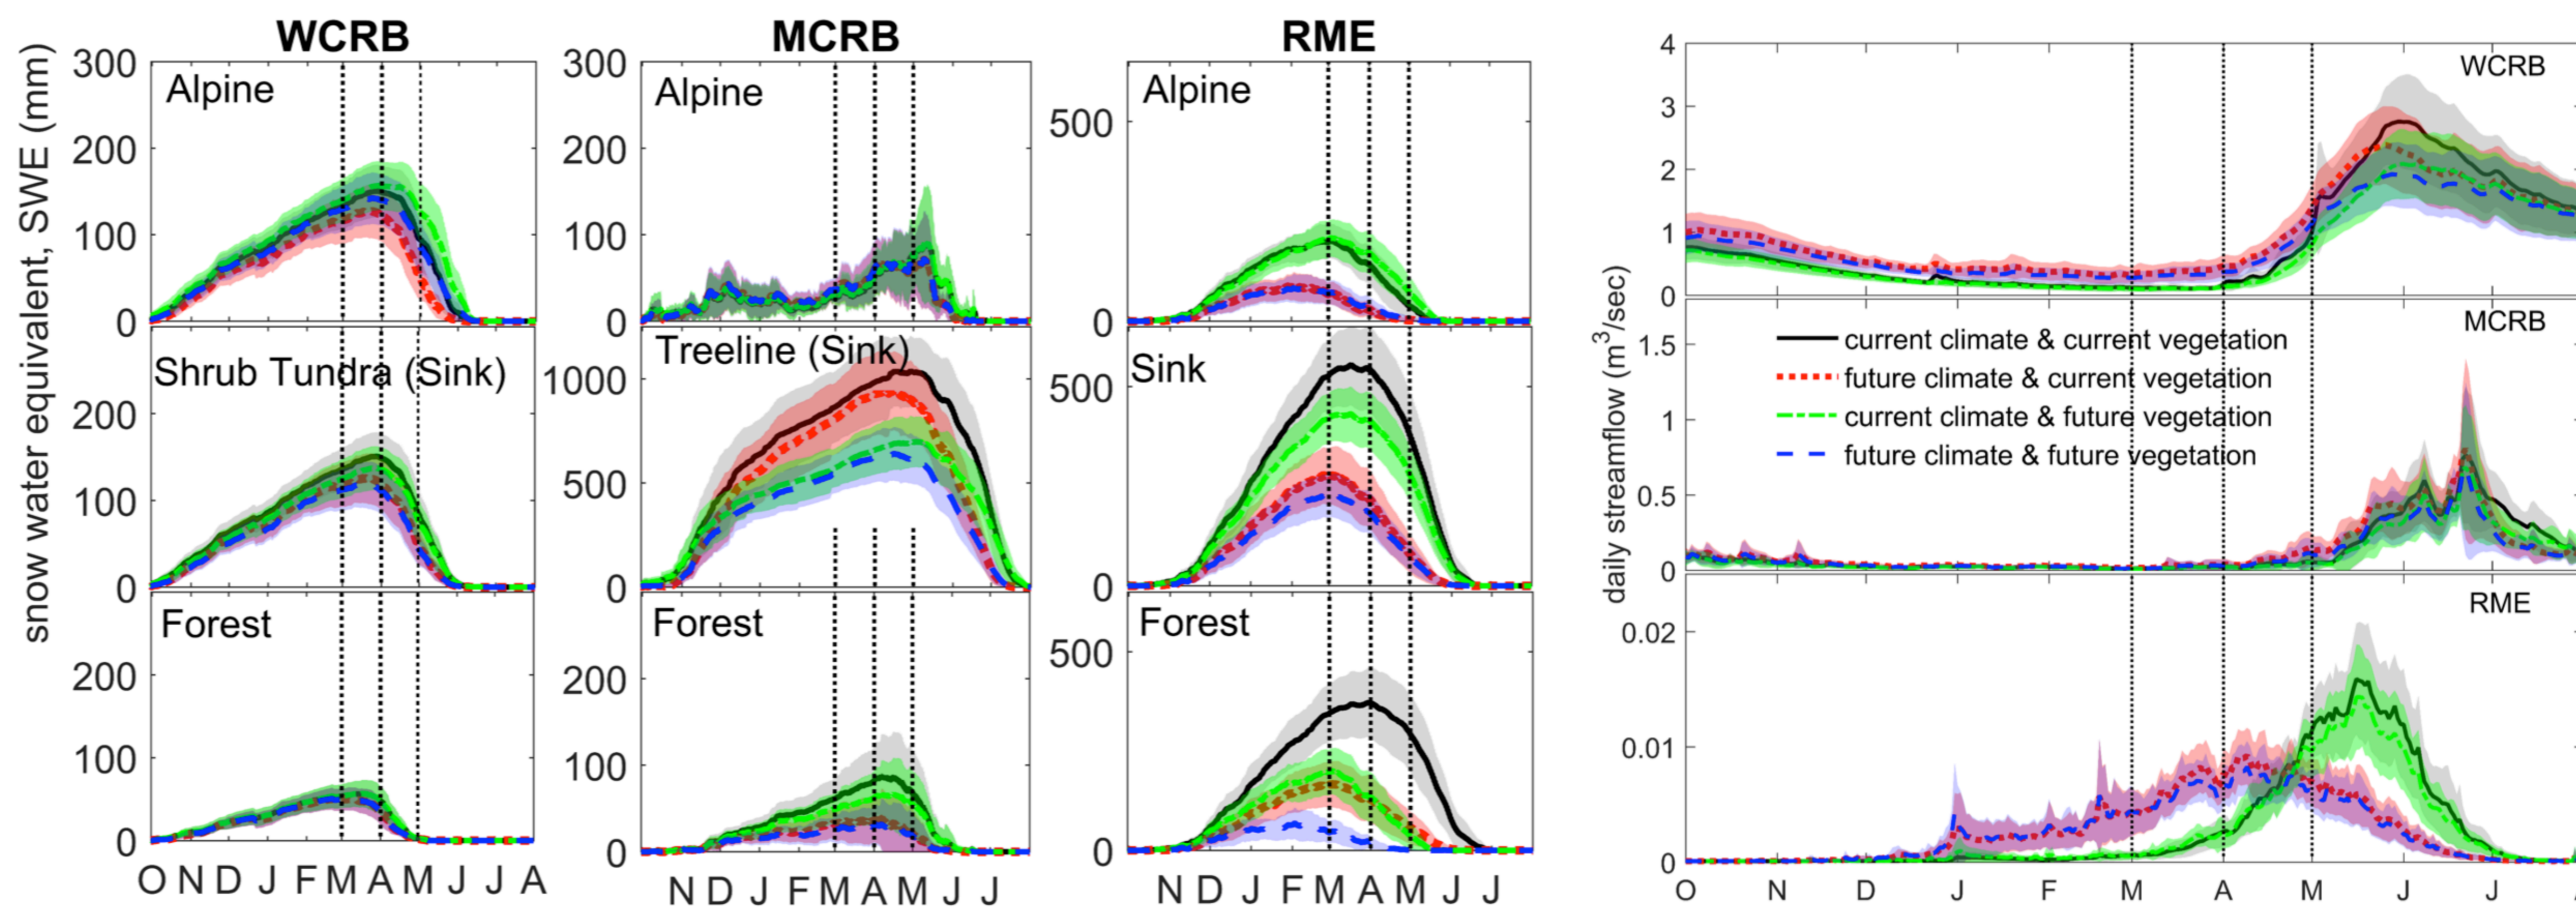 WCRB
MCRB
RME
snow water equivalent, SWE (mm)
300
200
100
0
Alpine
300
200
100
0
Alpine
500
0
Alpine
200
100
0
Shrub Tundra (Sink)
1000
500
0
Treeline (Sink)
500
0
Sink
200
100
0
Forest
200
100
0
Forest
500
0
Forest
O N D J F M A M J J A
N D J F M A M J J
N D J F M A M J J
daily streamflow (m3/sec)
4
3
2
1
0
WCRB
1.5
1
0.5
0
MCRB
current climate & current vegetation
future climate & current vegetation
current climate & future vegetation
future climate & future vegetation
0.02
0.01
0
RME
O N D J F M A M J J